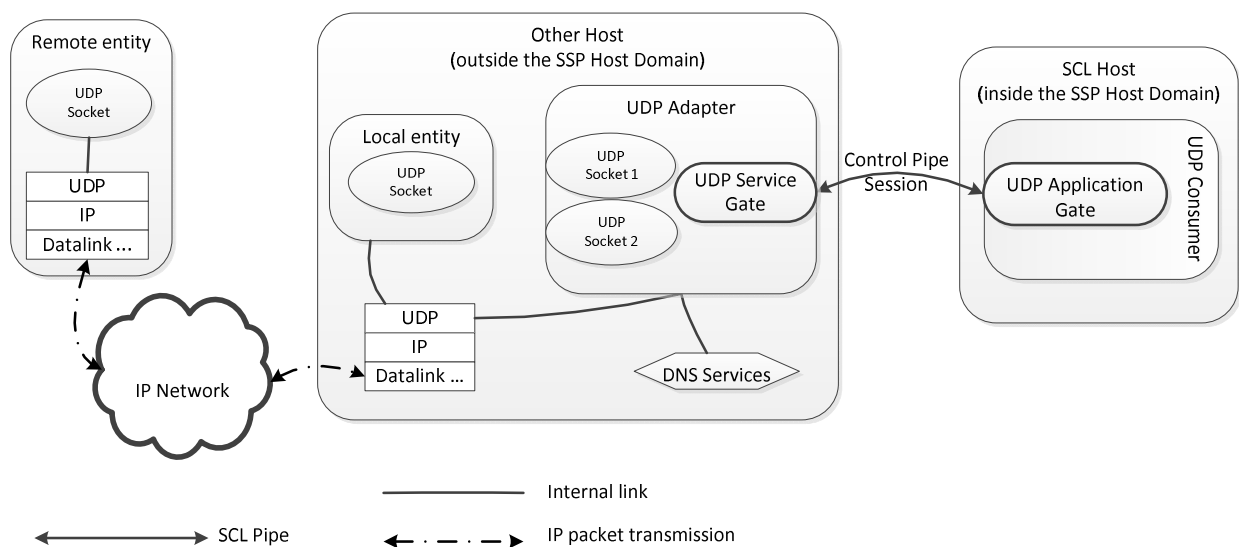 Remote entity
UDP
Socket
UDP
IP
Datalink ...
IP Network
Other Host
(outside the SSP Host Domain)
Local entity
UDP
Socket
UDP Adapter
UDP
Socket 1
UDP
Socket 2
UDP Service
Gate
UDP
IP
Datalink ...
DNS Services
Control Pipe
Session
SCL Host
(inside the SSP Host Domain)
UDP Application
Gate
UDP Consumer
Internal link
SCL Pipe
IP packet transmission